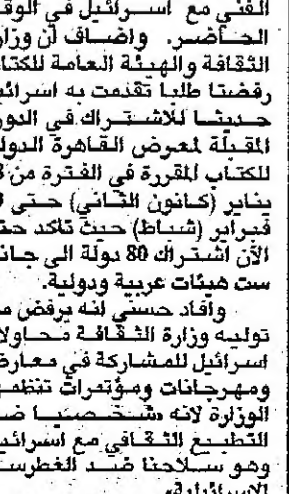 الفني مع اسرائيل في الوقت
الحاضر. واضاف ان وزارة
الثقافة والهيئة العامة للكتاب
رفضتا طلبا تقدمت به اسرائيل
حديثا للاشتراك في الدورة
المقبلة لمعرض القاهرة الدولي
للكتاب المقررة في الفترة من
يناير (كانون الثاني) حتى
فبراير (شباط) حيث تاكد حتى
الآن اشتراك 80 دولة الى جانب
ست هيئات عربية ودولية.
وأفاد حسني انه يرفض
توليه وزارة الثقافة محاولات
اسرائيل للمشاركة في معارض
ومهرجانات ومؤتمرات تنظمها
الوزارة لانه «شخصيا ضد
التطبيع الثقافي مع اسرائيل
وهو سلاحنا ضد الغطرسة
الاسرائيلية»